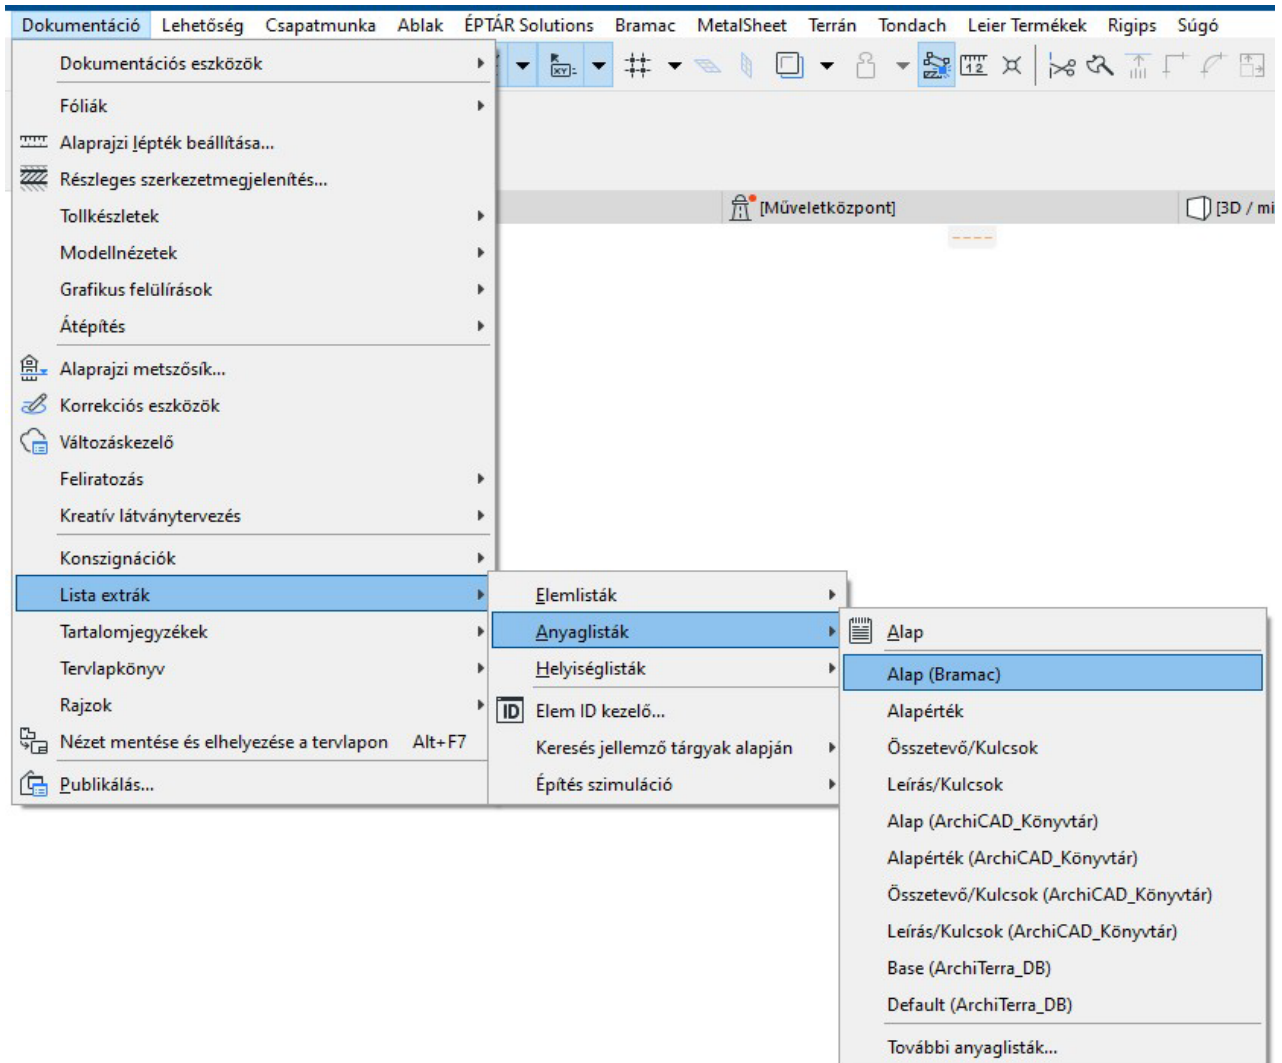 Dokumentáció Lehetőség Csapatmunka Ablak ÉPTÁR Solutions Bramac MetalSheet Terrán Tondach Leier Termékek Rigips Súgó
Dokumentációs eszközök
Fóliák
Alaprajzi lépték beállítása...
Részleges szerkezetmegjelenítés...
Tollkészletek
Modellnézetek
Grafikus felülírások
Átépítés
Alaprajzi metszősík...
Korrekciós eszközök
Változáskezelő
Feliratozás
Kreatív látványtervezés
Konszignációk
Lista extrák
Tartalomjegyzékek
Tervlapkönyv
Rajzok
Nézet mentése és elhelyezése a tervlapon Alt+F7
Publikálás...
XY:
1 2
[Műveletközpont]
[3D / mi
Elemlisták
Anyaglisták
Helyiséglisták
ID Elem ID kezelő...
Keresés jellemző tárgyak alapján
Építés szimuláció
Alap
Alap (Bramac)
Alapérték
Összetevő/Kulcsok
Leírás/Kulcsok
Alap (ArchiCAD_Könyvtár)
Alapérték (ArchiCAD_Könyvtár)
Összetevő/Kulcsok (ArchiCAD_Könyvtár)
Leírás/Kulcsok (ArchiCAD_Könyvtár)
Base (ArchiTerra_DB)
Default (ArchiTerra_DB)
További anyaglisták...